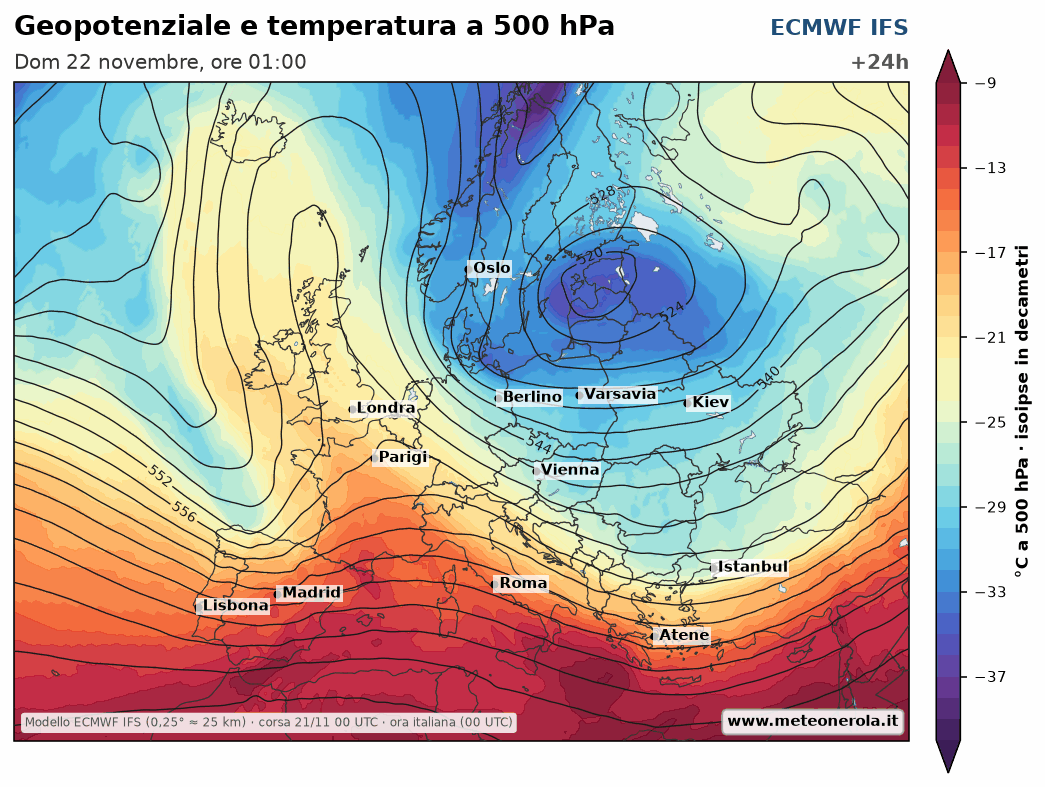 Geopotenziale e temperatura a 500 hPa
ECMWF IFS
Dom 22 novembre, ore 01:00
+24h
528
520
524
540
544
552
556
Oslo
Berlino
Varsavia
Kiev
Londra
Parigi
Vienna
Istanbul
Roma
Madrid
Lisbona
Atene
Modello ECMWF IFS (0,25° ≈ 25 km) · corsa 21/11 00 UTC · ora italiana (00 UTC)
www.meteonerola.it
−9
−13
−17
−21
−25
−29
−33
−37
°C a 500 hPa · isoipse in decametri